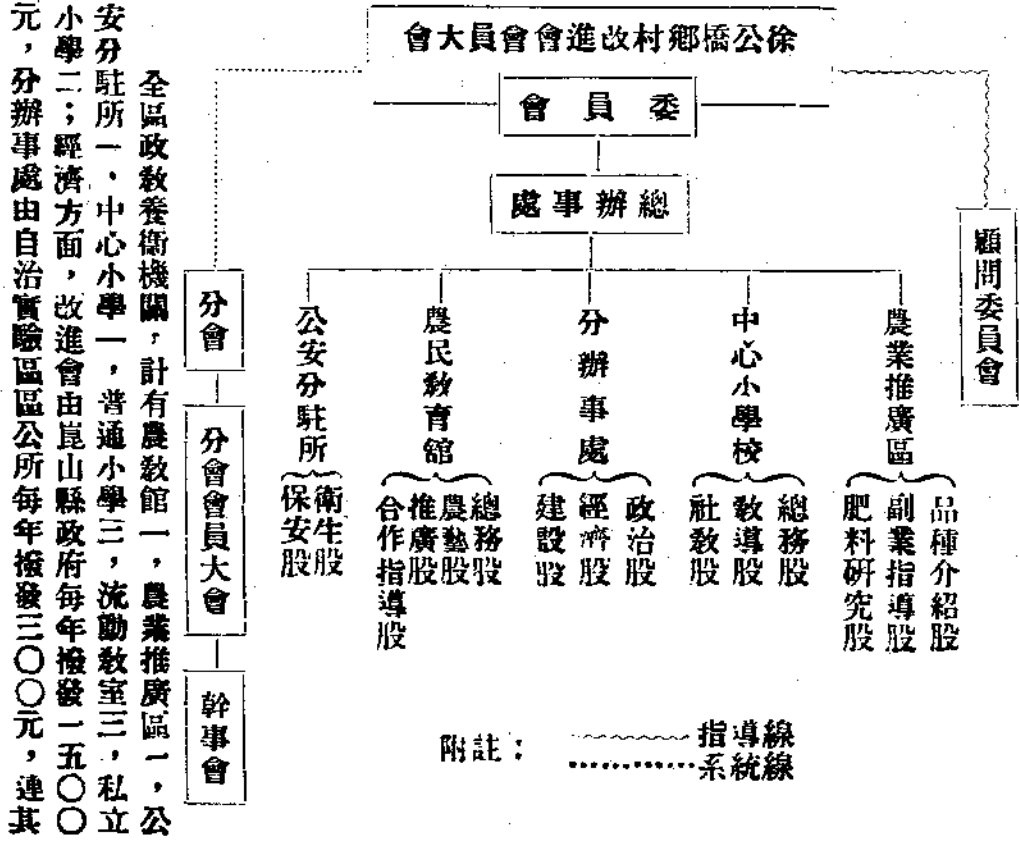 徐公橋鄉村改進會會員大會
委員會
總辦事處
顧問委員會
農業推廣區
品種介紹股
副業指導股
肥料研究股
中心小學校
總務股
教導股
社教股
分辦事處
政治股
經濟股
建設股
農民教育館
總務股
農藝股
推廣股
合作指導股
公安分駐所
衛生股
保安股
分會
分會會員大會
幹事會
附註：
指導線
系統線
全區政教養衛機關，計有農教館一，農業推廣區一，公
安分駐所一、中心小學一，普通小學三，流動教室三，私立
小學二；經濟方面，改進會由崑山縣政府每年撥發一五〇〇
元，分辦事處由自治實驗區區公所每年撥發三〇〇元，連其